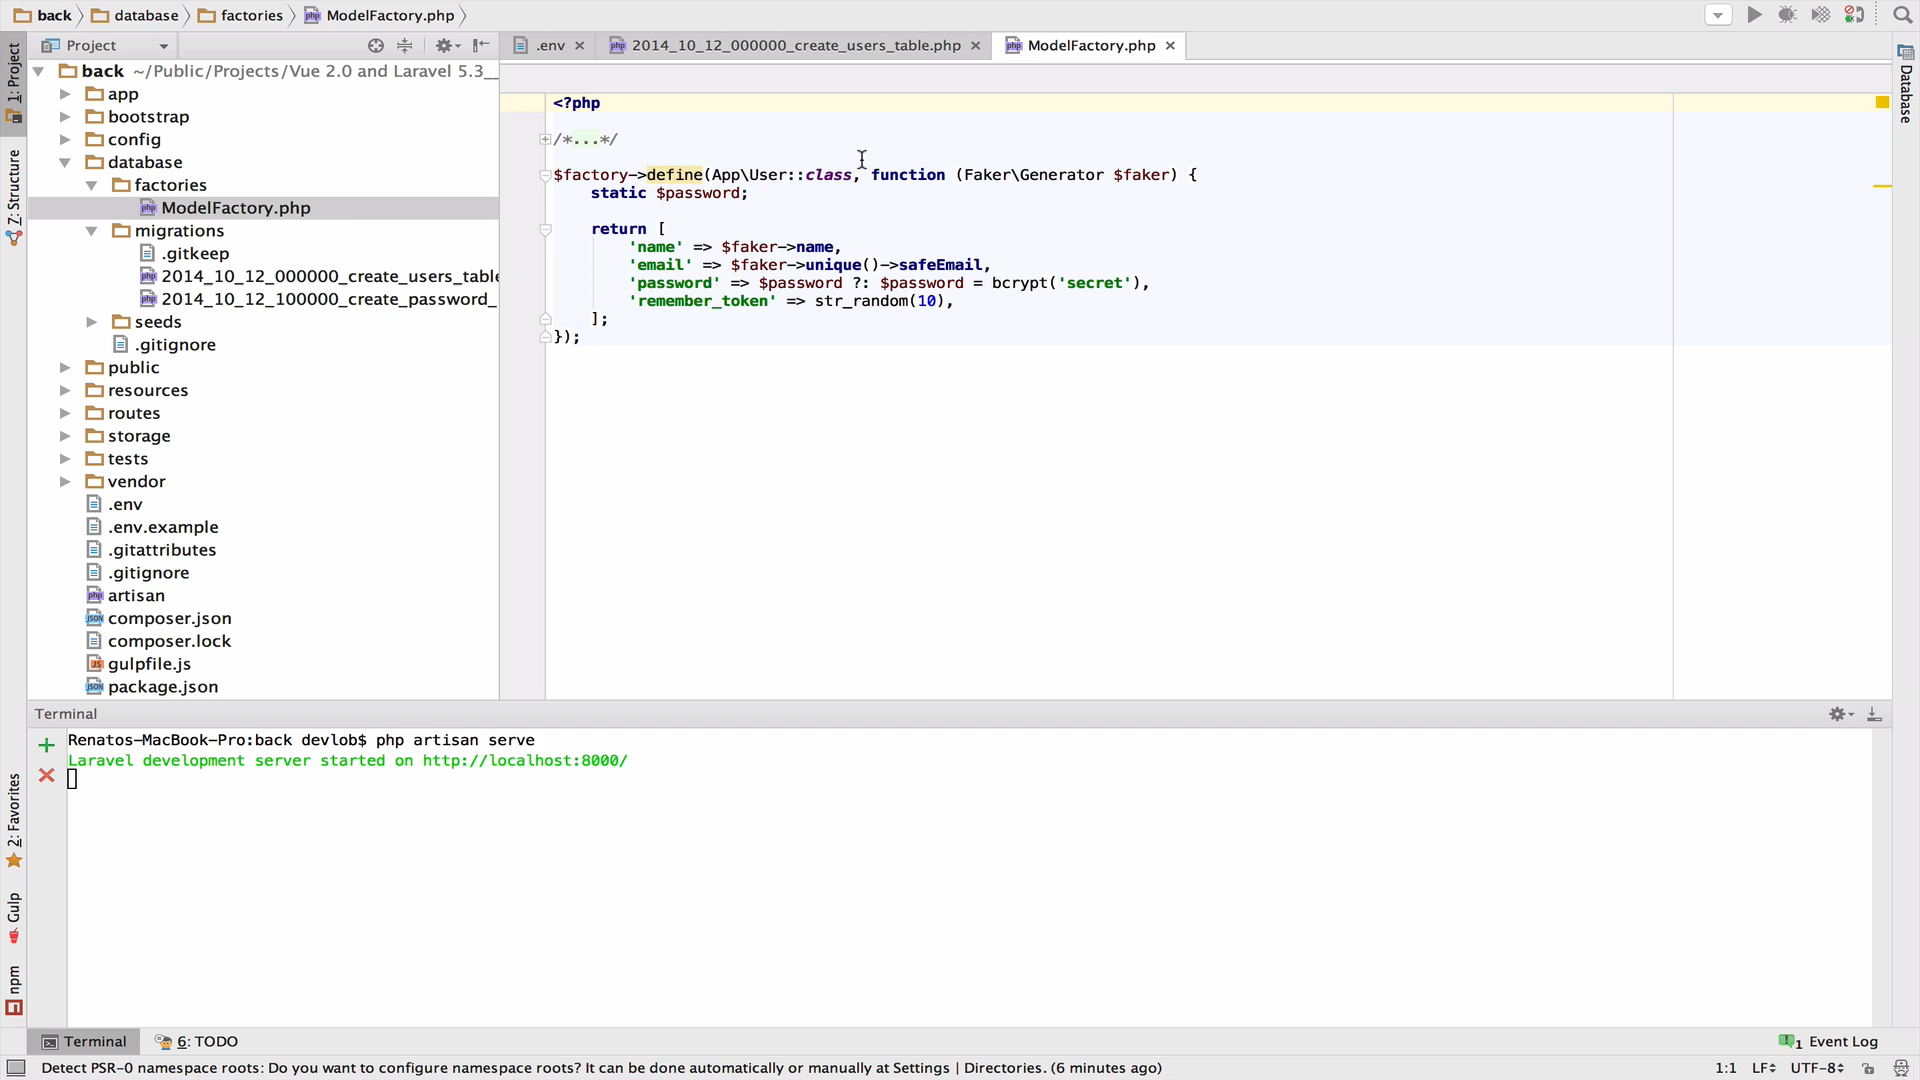 back database factories ModelFactory.php
Project
.env 2014_10_12_000000_create_users_table.php ModelFactory.php
1: Project
7: Structure
2: Favorites
Gulp
npm
Database
back ~/Public/Projects/Vue 2.0 and Laravel 5.3__
app
bootstrap
config
database
factories
ModelFactory.php
migrations
.gitkeep
2014_10_12_000000_create_users_table
2014_10_12_100000_create_password_
seeds
.gitignore
public
resources
routes
storage
tests
vendor
.env
.env.example
.gitattributes
.gitignore
artisan
composer.json
composer.lock
gulpfile.js
package.json
<?php
/*...*/
$factory->define(App\User::class, function (Faker\Generator $faker) {
static $password;
return [
'name' => $faker->name,
'email' => $faker->unique()->safeEmail,
'password' => $password ?: $password = bcrypt('secret'),
'remember_token' => str_random(10),
];
});
Terminal
Renatos-MacBook-Pro:back devlob$ php artisan serve
Laravel development server started on http://localhost:8000/
Terminal 6: TODO
1 Event Log
Detect PSR-0 namespace roots: Do you want to configure namespace roots? It can be done automatically or manually at Settings | Directories. (6 minutes ago)
1:1 LF UTF-8